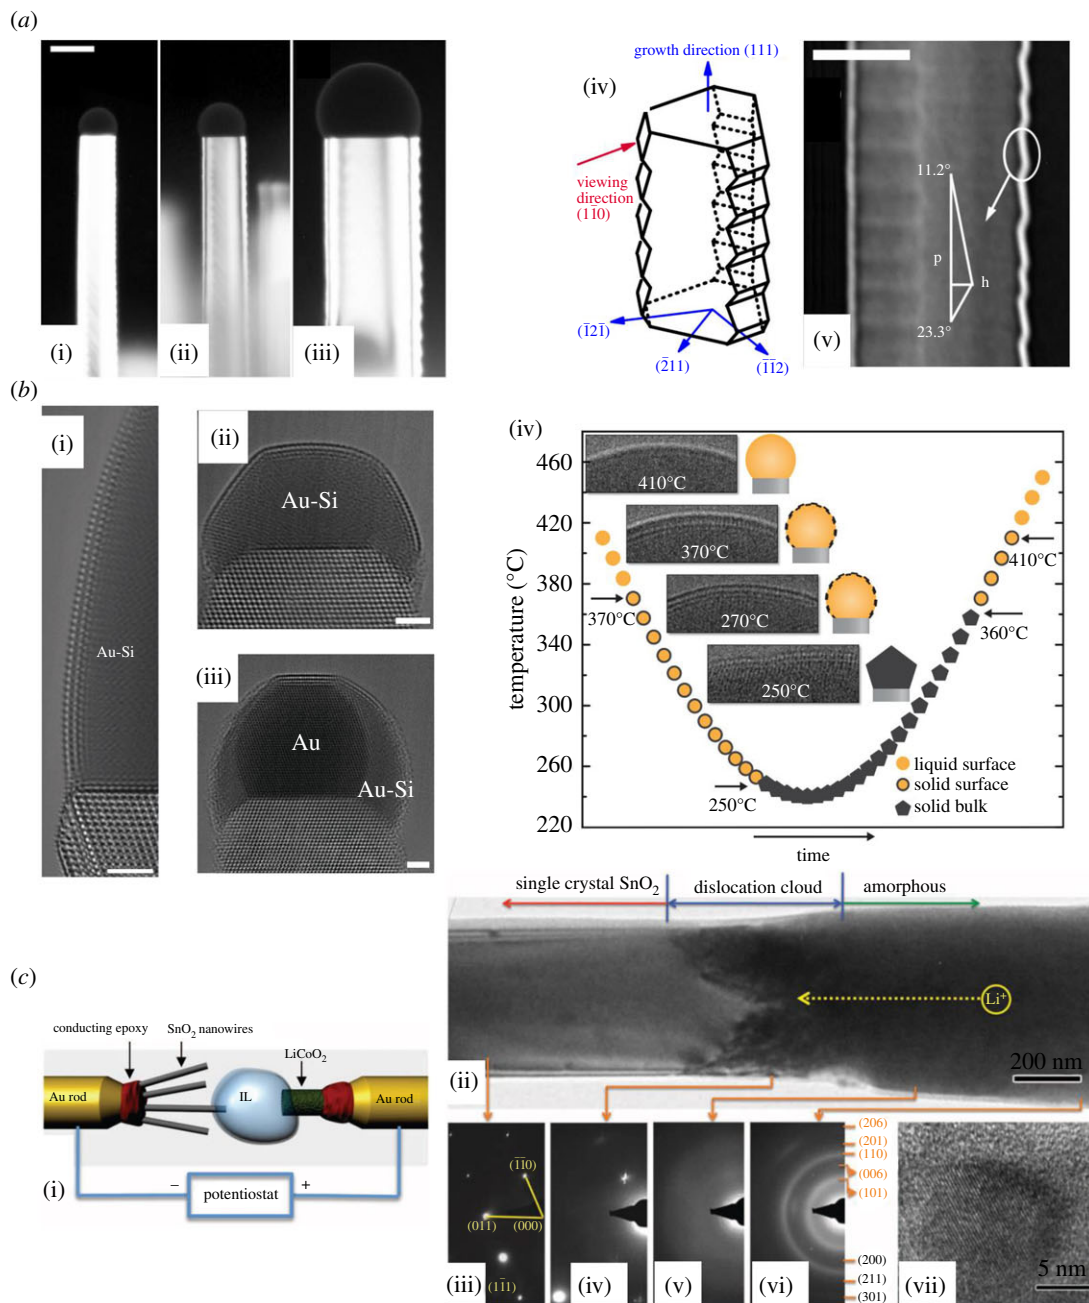 (a)
(i)
(ii)
(iii)
(iv)
growth direction (111)
viewing
direction
(11̄0)
(1̄21̄)
(2̄11)
(1̄1̄2)
11.2°
p
h
23.3°
(v)
(b)
(i)
Au-Si
(ii)
Au-Si
(iii)
Au
Au-Si
(iv)
temperature (°C)
460
420
380
340
300
260
220
410°C
370°C
270°C
250°C
370°C
250°C
410°C
360°C
liquid surface
solid surface
solid bulk
time
(c)
conducting epoxy
SnO₂ nanowires
LiCoO₂
Au rod
IL
Au rod
–
potentiostat
+
(i)
single crystal SnO₂
dislocation cloud
amorphous
Li⁺
200 nm
(ii)
(1̄1̄0)
(011)
(000)
(11̄1)
(iii)
(iv)
(v)
(vi)
(206)
(201)
(110)
(006)
(101)
(200)
(211)
(301)
(vii)
5 nm